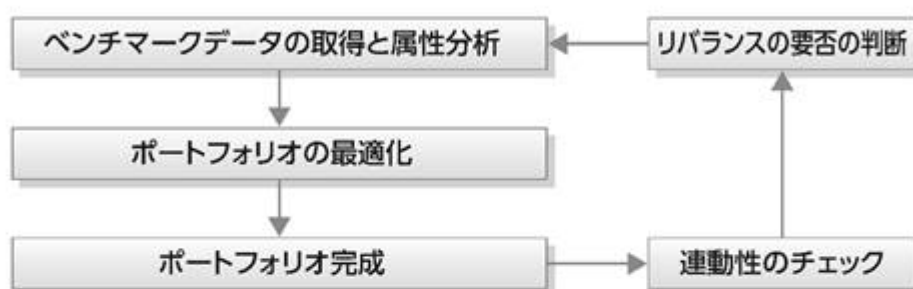 ベンチマークデータの取得と属性分析
リバランスの要否の判断
ポートフォリオの最適化
ポートフォリオ完成
連動性のチェック